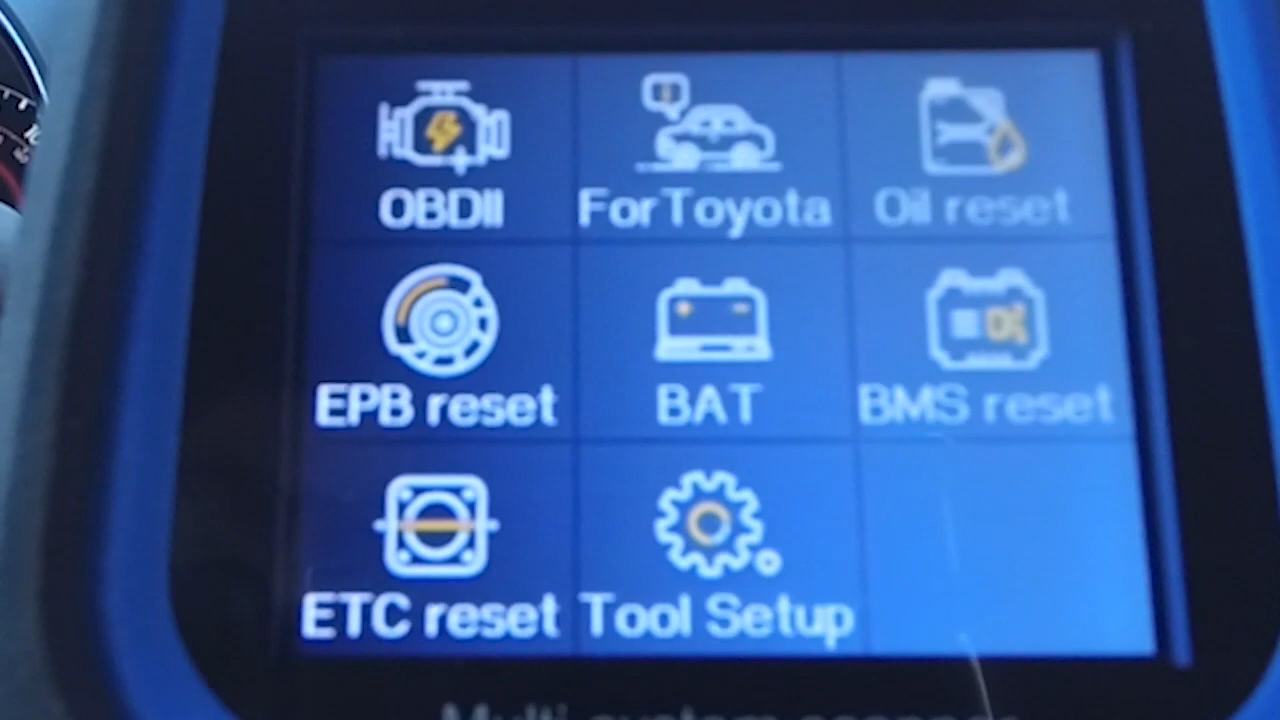 OBDII
ForToyota
Oil reset
EPB reset
BAT
BMS reset
ETC reset
Tool Setup